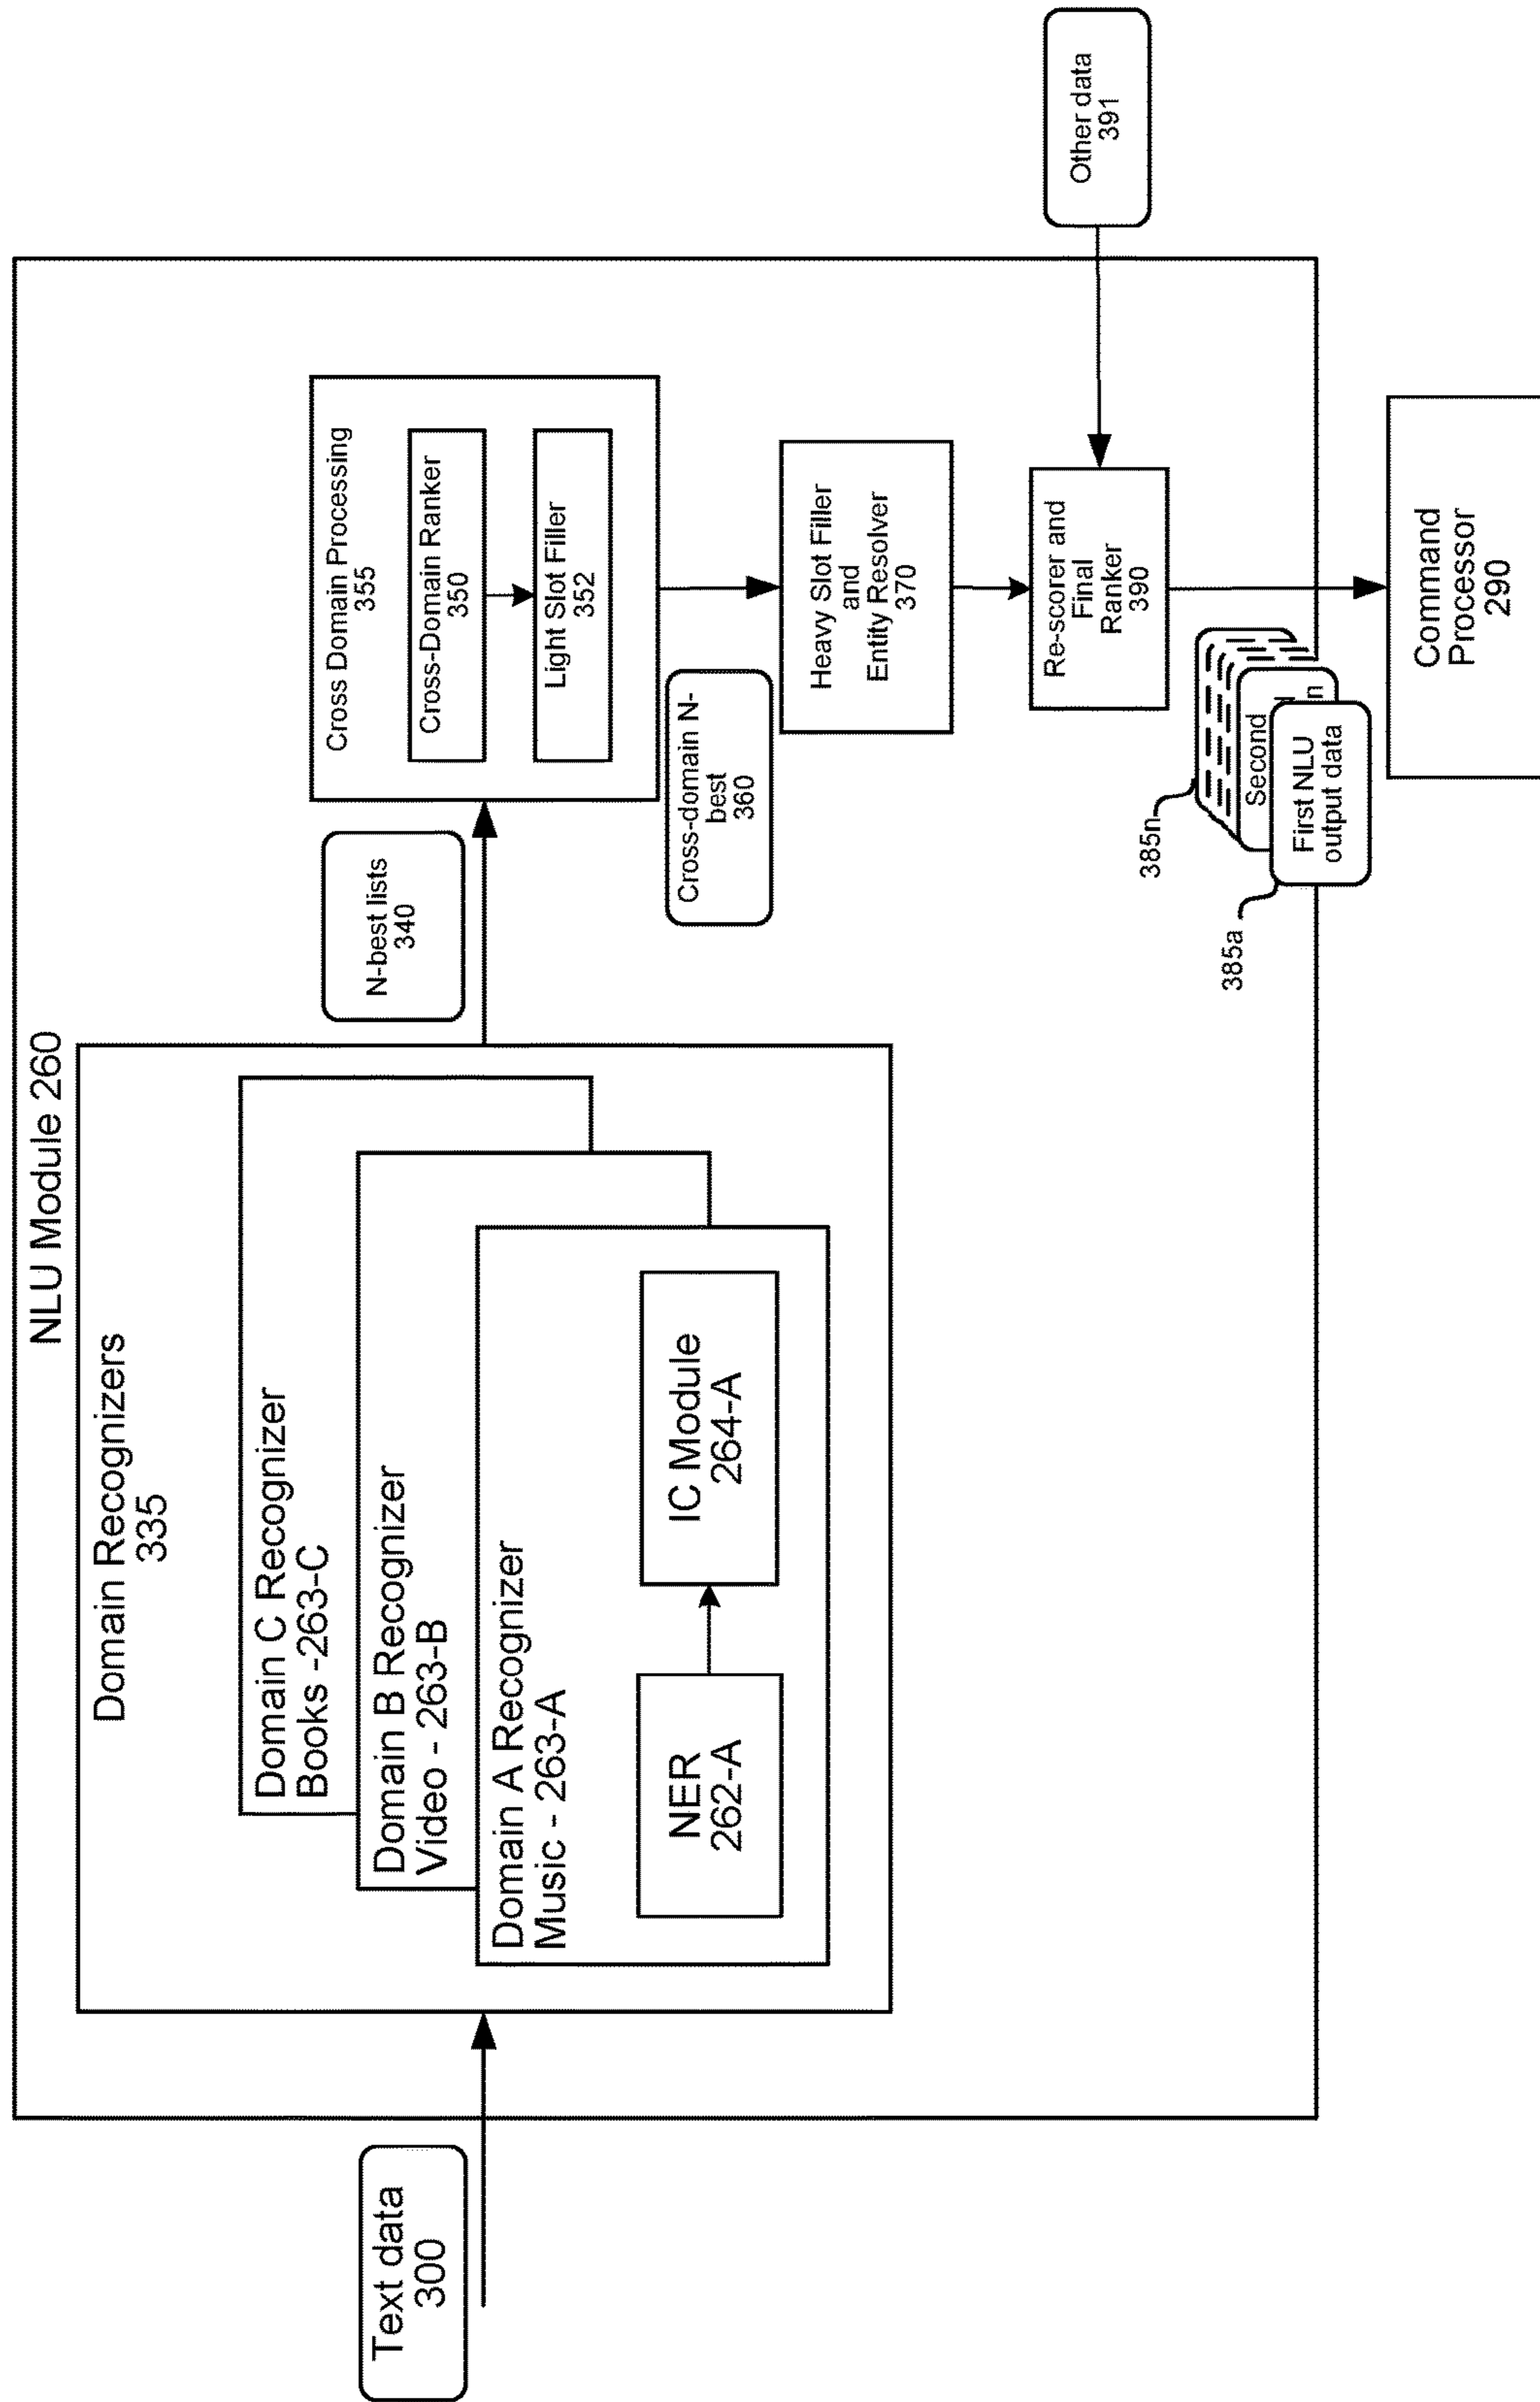 NLU Module 260
Text data
300
Domain Recognizers
335
Domain C Recognizer
Books -263-C
Domain B Recognizer
Video - 263-B
Domain A Recognizer
Music - 263-A
NER
262-A
IC Module
264-A
N-best lists
340
Cross Domain Processing
355
Cross-Domain Ranker
350
Light Slot Filler
352
Cross-domain N-
best
360
Heavy Slot Filler
and
Entity Resolver
370
Re-scorer and
Final
Ranker
390
Other data
391
385n
385a
Second
First NLU
output data
Command
Processor
290